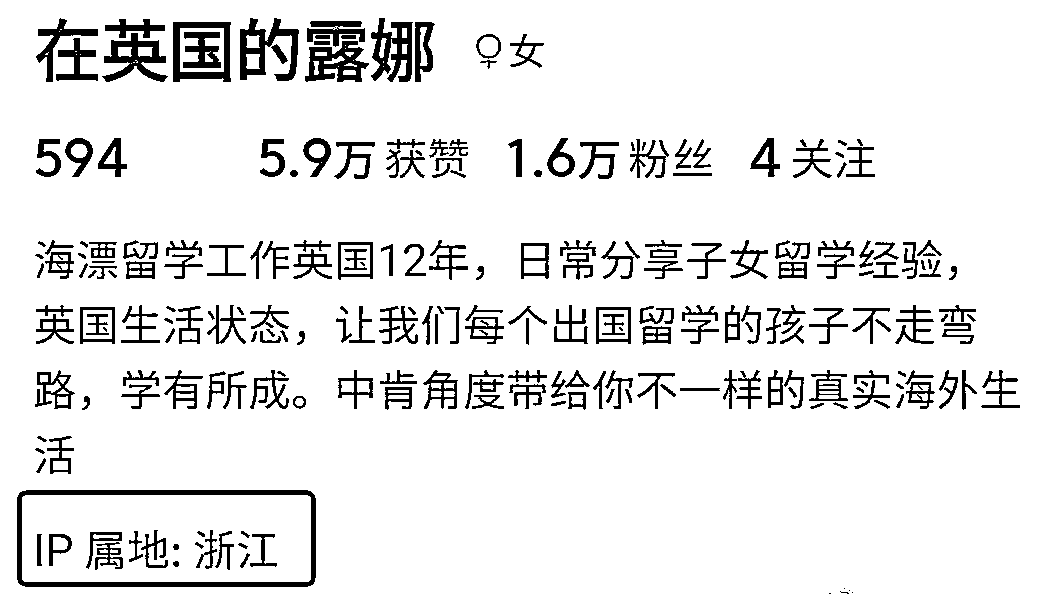 在英国的露娜 ♀女
594 5.9万 获赞 1.6万 粉丝 4 关注
海漂留学工作英国12年，日常分享子女留学经验，
英国生活状态，让我们每个出国留学的孩子不走弯
路，学有所成。中肯角度带给你不一样的真实海外生
活
IP 属地: 浙江